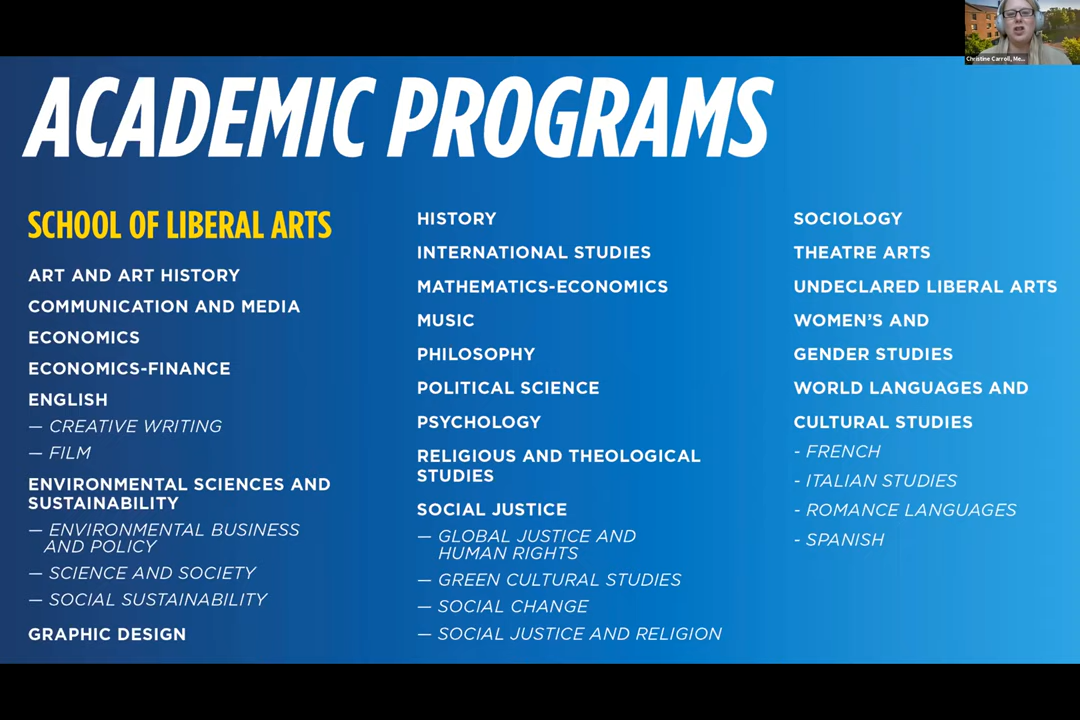 Christine Carroll, Me...
ACADEMIC PROGRAMS
SCHOOL OF LIBERAL ARTS
ART AND ART HISTORY
COMMUNICATION AND MEDIA
ECONOMICS
ECONOMICS-FINANCE
ENGLISH
— CREATIVE WRITING
— FILM
ENVIRONMENTAL SCIENCES AND
SUSTAINABILITY
— ENVIRONMENTAL BUSINESS
AND POLICY
— SCIENCE AND SOCIETY
— SOCIAL SUSTAINABILITY
GRAPHIC DESIGN
HISTORY
INTERNATIONAL STUDIES
MATHEMATICS-ECONOMICS
MUSIC
PHILOSOPHY
POLITICAL SCIENCE
PSYCHOLOGY
RELIGIOUS AND THEOLOGICAL
STUDIES
SOCIAL JUSTICE
— GLOBAL JUSTICE AND
HUMAN RIGHTS
— GREEN CULTURAL STUDIES
— SOCIAL CHANGE
— SOCIAL JUSTICE AND RELIGION
SOCIOLOGY
THEATRE ARTS
UNDECLARED LIBERAL ARTS
WOMEN’S AND
GENDER STUDIES
WORLD LANGUAGES AND
CULTURAL STUDIES
- FRENCH
- ITALIAN STUDIES
- ROMANCE LANGUAGES
- SPANISH